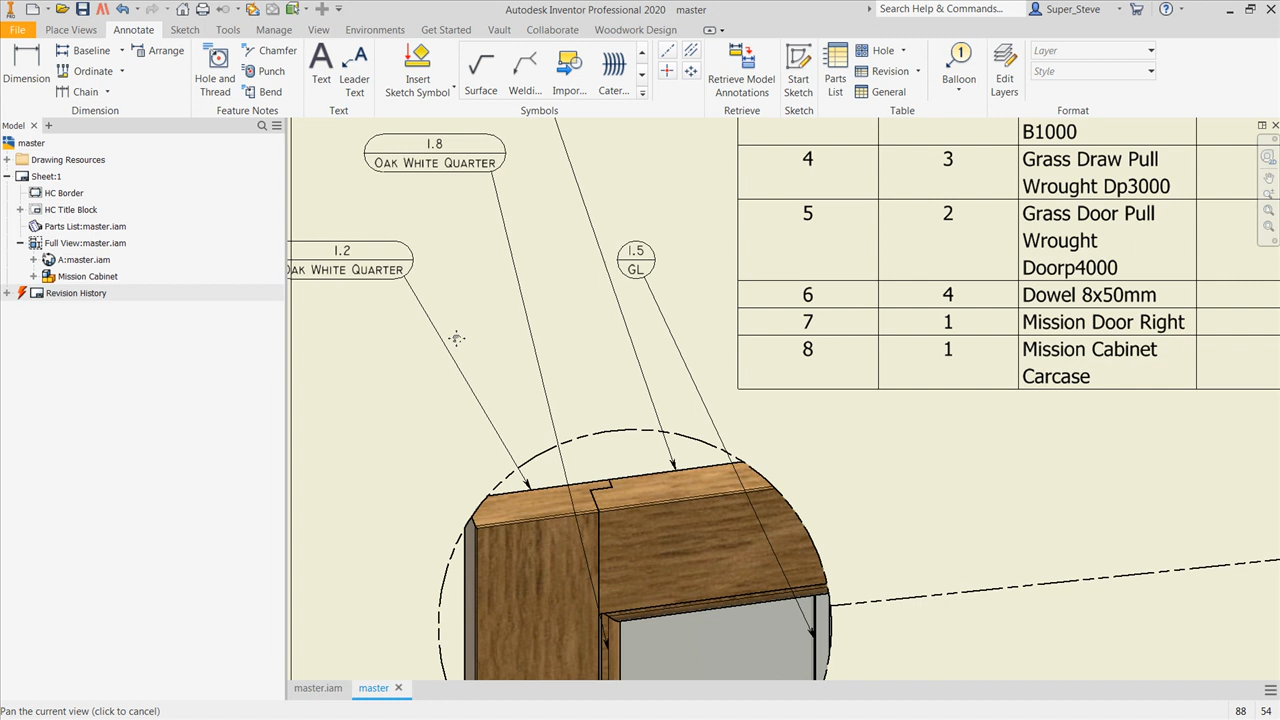 Autodesk Inventor Professional 2020 master
Search Help & Commands...
Super_Steve
File Place Views Annotate Sketch Tools Manage View Environments Get Started Vault Collaborate Woodwork Design
Dimension
Baseline
Ordinate
Chain
Arrange
Dimension
Hole and
Thread
Chamfer
Punch
Bend
Feature Notes
Text
Leader
Text
Text
Insert
Sketch Symbol
Surface
Weldi...
Impor...
Cater...
Symbols
Retrieve Model
Annotations
Retrieve
Start
Sketch
Sketch
Parts
List
Hole
Revision
General
Table
Balloon
1
Edit
Layers
Layer
Style
Format
Model
master
Drawing Resources
Sheet:1
HC Border
HC Title Block
Parts List:master.iam
Full View:master.iam
A:master.iam
Mission Cabinet
Revision History
1.8
OAK WHITE QUARTER
1.2
OAK WHITE QUARTER
1.5
GL
B1000
4 3 Grass Draw Pull
Wrought Dp3000
5 2 Grass Door Pull
Wrought
Doorp4000
6 4 Dowel 8x50mm
7 1 Mission Door Right
8 1 Mission Cabinet
Carcase
master.iam master
Pan the current view (click to cancel)
88 54